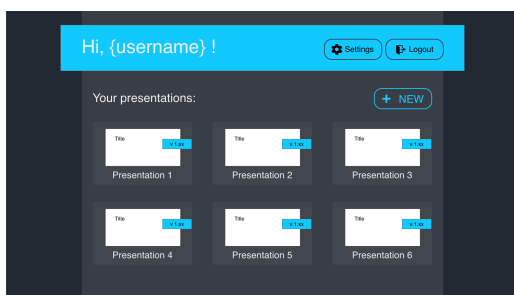 Hi, {username} !
Settings
Logout
Your presentations:
+ NEW
Title
v 1.xx
Presentation 1
Title
v 1.xx
Presentation 2
Title
v 1.xx
Presentation 3
Title
v 1.xx
Presentation 4
Title
v 1.xx
Presentation 5
Title
v 1.xx
Presentation 6